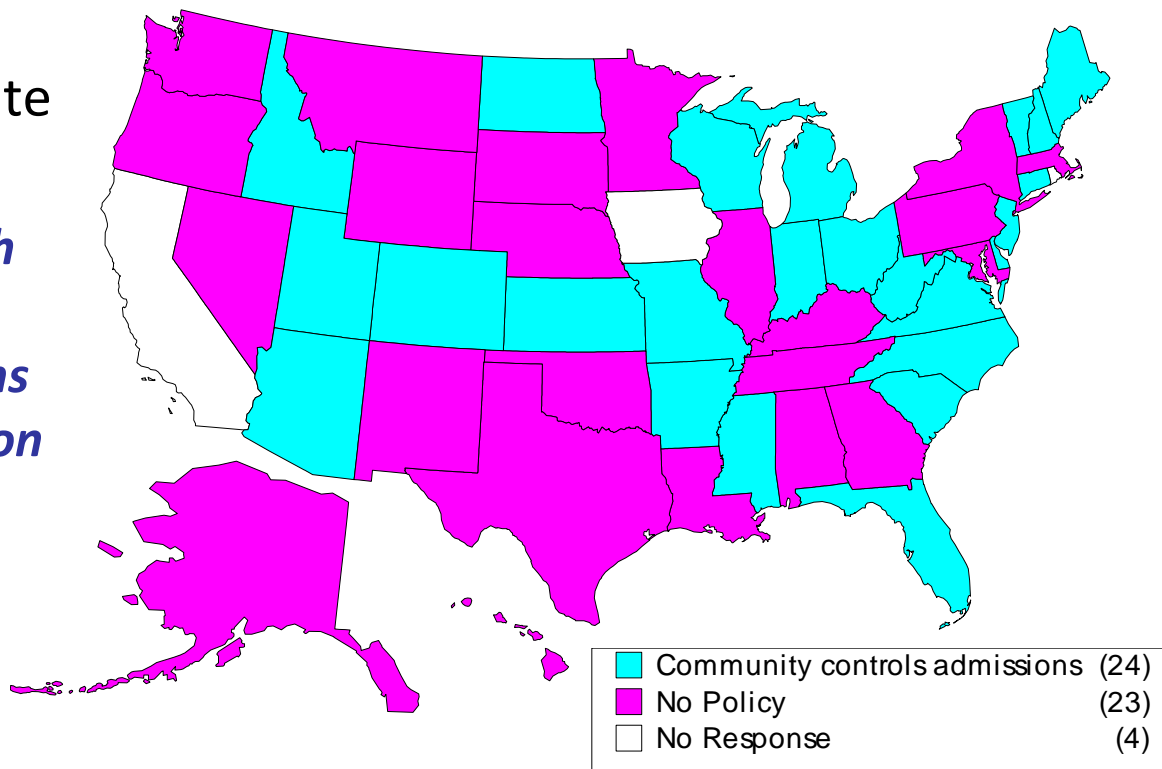 te
h
ns
on
Community controls admissions (24)
No Policy (23)
No Response (4)